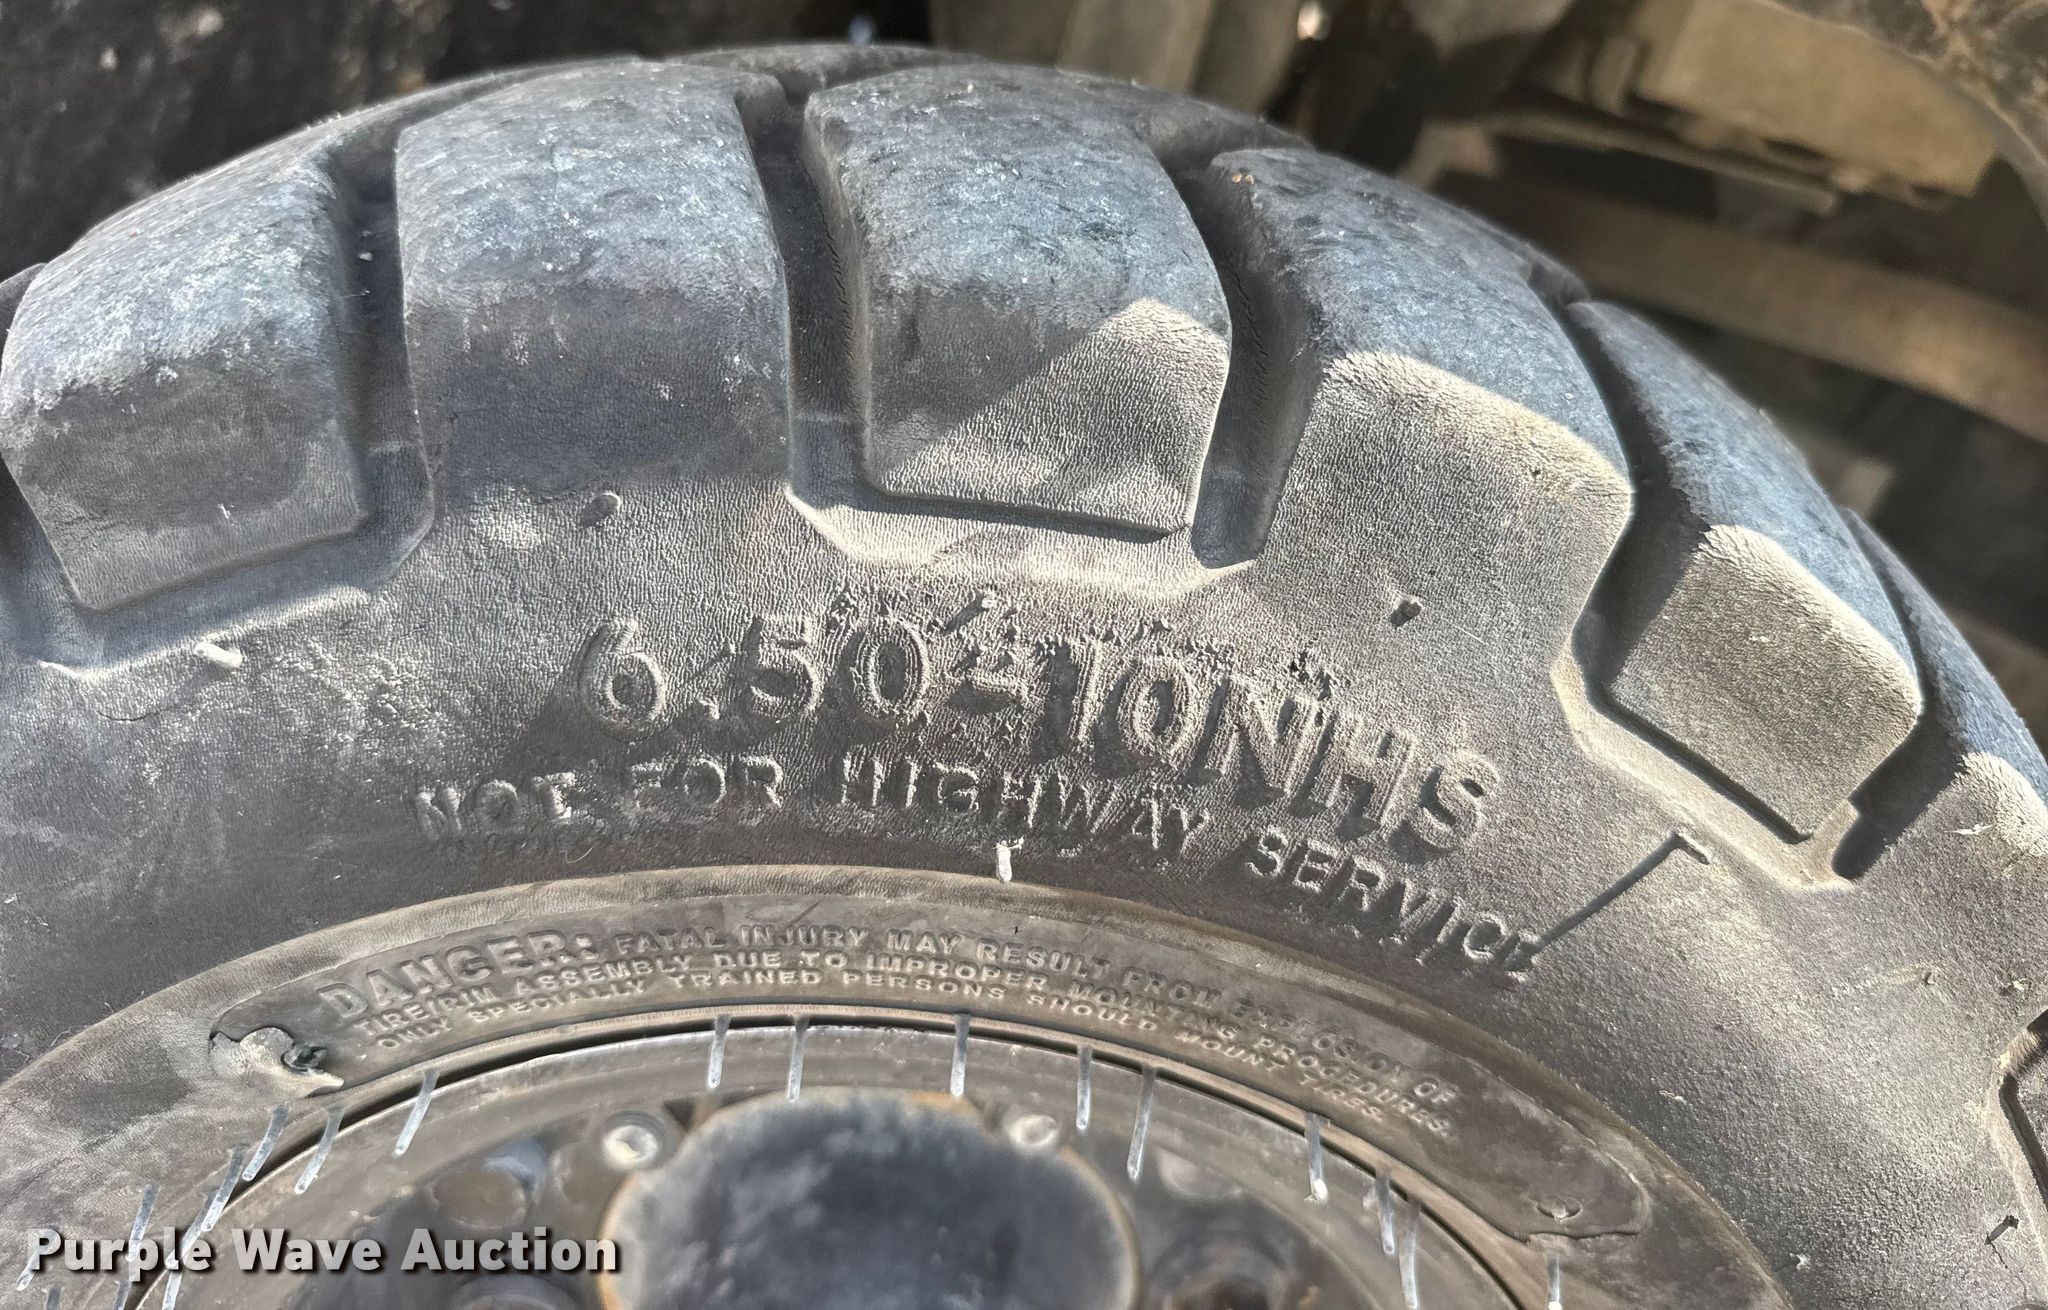 6.50-10NHS
NOT FOR HIGHWAY SERVICE
DANGER: FATAL INJURY MAY RESULT FROM EXPLOSION OF
TIRE/RIM ASSEMBLY DUE TO IMPROPER MOUNTING PROCEDURES.
ONLY SPECIALLY TRAINED PERSONS SHOULD MOUNT TIRES.
Purple Wave Auction